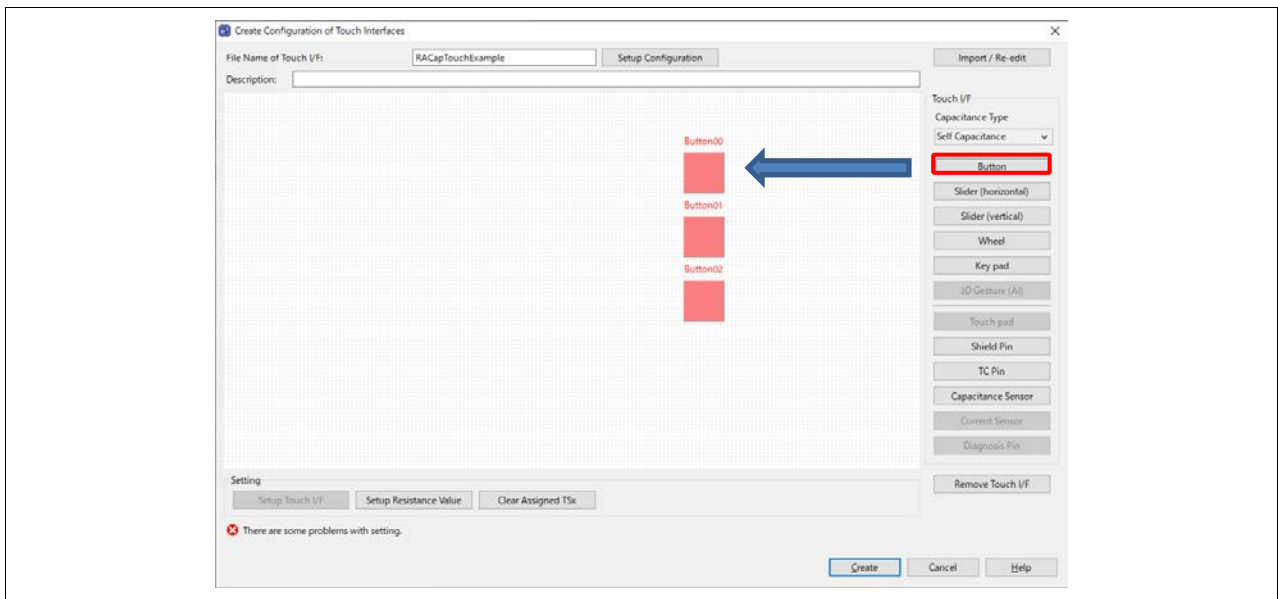 Create Configuration of Touch Interfaces
File Name of Touch I/F: RACapTouchExample Setup Configuration Import / Re-edit
Description:
Touch I/F
Capacitance Type
Self Capacitance
Button00
Button
Slider (horizontal)
Button01
Slider (vertical)
Wheel
Key pad
Button02
3D Gesture (AI)
Touch pad
Shield Pin
TC Pin
Capacitance Sensor
Current Sensor
Diagnosis Pin
Setting
Setup Touch I/F Setup Resistance Value Clear Assigned TSx
Remove Touch I/F
There are some problems with setting.
Create Cancel Help